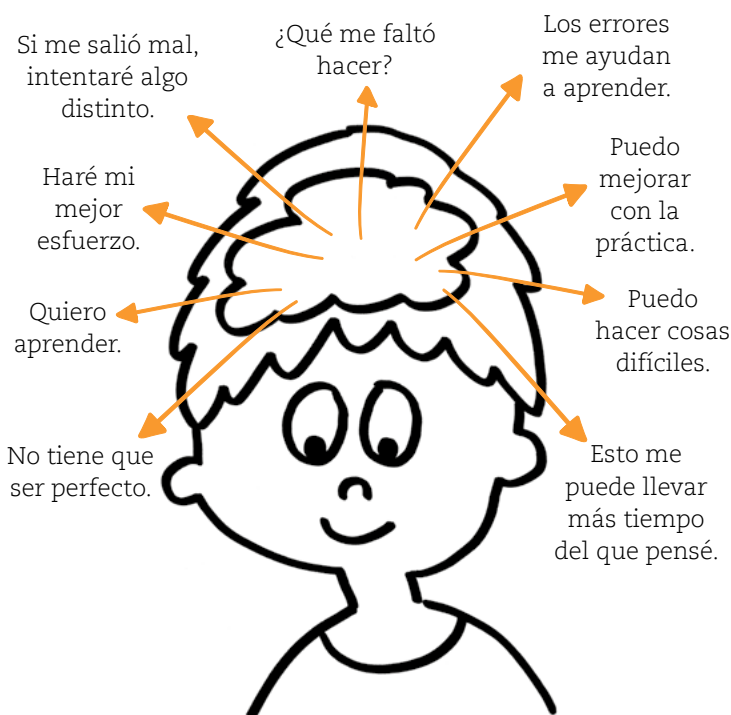 Si me salió mal,
intentaré algo
distinto.
¿Qué me faltó
hacer?
Los errores
me ayudan
a aprender.
Haré mi
mejor
esfuerzo.
Puedo
mejorar
con la
práctica.
Quiero
aprender.
Puedo
hacer cosas
difíciles.
No tiene que
ser perfecto.
Esto me
puede llevar
más tiempo
del que pensé.